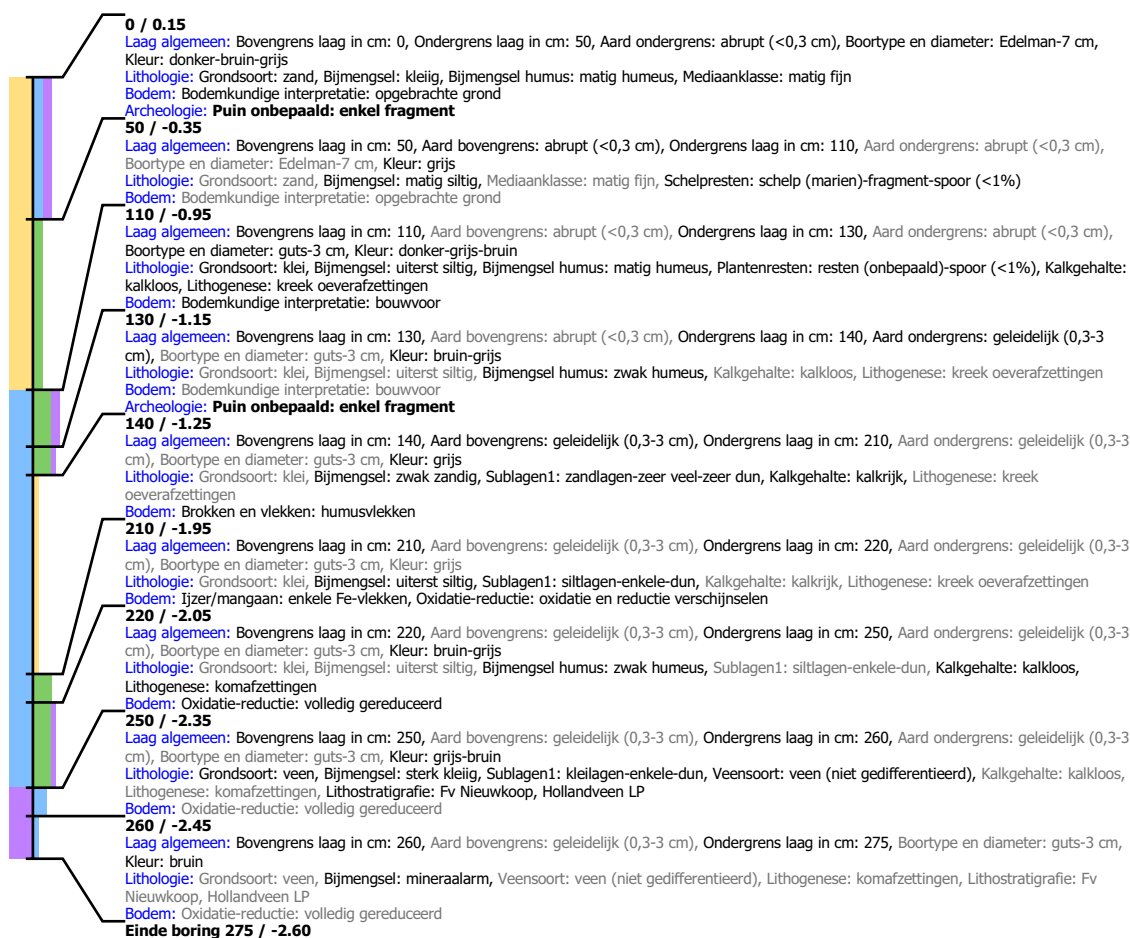 0 / 0.15
Laag algemeen: Bovengrens laag in cm: 0, Ondergrens laag in cm: 50, Aard ondergrens: abrupt (<0,3 cm), Boortype en diameter: Edelman-7 cm,
Kleur: donker-bruin-grijs
Lithologie: Grondsoort: zand, Bijmengsel: kleiig, Bijmengsel humus: matig humeus, Mediaanklasse: matig fijn
Bodem: Bodemkundige interpretatie: opgebrachte grond
Archeologie: Puin onbepaald: enkel fragment
50 / -0.35
Laag algemeen: Bovengrens laag in cm: 50, Aard bovengrens: abrupt (<0,3 cm), Ondergrens laag in cm: 110, Aard ondergrens: abrupt (<0,3 cm),
Boortype en diameter: Edelman-7 cm, Kleur: grijs
Lithologie: Grondsoort: zand, Bijmengsel: matig siltig, Mediaanklasse: matig fijn, Schelpresten: schelp (marien)-fragment-spoor (<1%)
Bodem: Bodemkundige interpretatie: opgebrachte grond
110 / -0.95
Laag algemeen: Bovengrens laag in cm: 110, Aard bovengrens: abrupt (<0,3 cm), Ondergrens laag in cm: 130, Aard ondergrens: abrupt (<0,3 cm),
Boortype en diameter: guts-3 cm, Kleur: donker-grijs-bruin
Lithologie: Grondsoort: klei, Bijmengsel: uiterst siltig, Bijmengsel humus: matig humeus, Plantenresten: resten (onbepaald)-spoor (<1%), Kalkgehalte:
kalkloos, Lithogenese: kreek oeverafzettingen
Bodem: Bodemkundige interpretatie: bouwvoor
130 / -1.15
Laag algemeen: Bovengrens laag in cm: 130, Aard bovengrens: abrupt (<0,3 cm), Ondergrens laag in cm: 140, Aard ondergrens: geleidelijk (0,3-3
cm), Boortype en diameter: guts-3 cm, Kleur: bruin-grijs
Lithologie: Grondsoort: klei, Bijmengsel: uiterst siltig, Bijmengsel humus: zwak humeus, Kalkgehalte: kalkloos, Lithogenese: kreek oeverafzettingen
Bodem: Bodemkundige interpretatie: bouwvoor
Archeologie: Puin onbepaald: enkel fragment
140 / -1.25
Laag algemeen: Bovengrens laag in cm: 140, Aard bovengrens: geleidelijk (0,3-3 cm), Ondergrens laag in cm: 210, Aard ondergrens: geleidelijk (0,3-3
cm), Boortype en diameter: guts-3 cm, Kleur: grijs
Lithologie: Grondsoort: klei, Bijmengsel: zwak zandig, Sublagen1: zandlagen-zeer veel-zeer dun, Kalkgehalte: kalkrijk, Lithogenese: kreek
oeverafzettingen
Bodem: Brokken en vlekken: humusvlekken
210 / -1.95
Laag algemeen: Bovengrens laag in cm: 210, Aard bovengrens: geleidelijk (0,3-3 cm), Ondergrens laag in cm: 220, Aard ondergrens: geleidelijk (0,3-3
cm), Boortype en diameter: guts-3 cm, Kleur: grijs
Lithologie: Grondsoort: klei, Bijmengsel: uiterst siltig, Sublagen1: siltlagen-enkele-dun, Kalkgehalte: kalkrijk, Lithogenese: kreek oeverafzettingen
Bodem: Ijzer/mangaan: enkele Fe-vlekken, Oxidatie-reductie: oxidatie en reductie verschijnselen
220 / -2.05
Laag algemeen: Bovengrens laag in cm: 220, Aard bovengrens: geleidelijk (0,3-3 cm), Ondergrens laag in cm: 250, Aard ondergrens: geleidelijk (0,3-3
cm), Boortype en diameter: guts-3 cm, Kleur: bruin-grijs
Lithologie: Grondsoort: klei, Bijmengsel: uiterst siltig, Bijmengsel humus: zwak humeus, Sublagen1: siltlagen-enkele-dun, Kalkgehalte: kalkloos,
Lithogenese: komafzettingen
Bodem: Oxidatie-reductie: volledig gereduceerd
250 / -2.35
Laag algemeen: Bovengrens laag in cm: 250, Aard bovengrens: geleidelijk (0,3-3 cm), Ondergrens laag in cm: 260, Aard ondergrens: geleidelijk (0,3-3
cm), Boortype en diameter: guts-3 cm, Kleur: grijs-bruin
Lithologie: Grondsoort: veen, Bijmengsel: sterk kleiig, Sublagen1: kleilagen-enkele-dun, Veensoort: veen (niet gedifferentieerd), Kalkgehalte: kalkloos,
Lithogenese: komafzettingen, Lithostratigrafie: Fv Nieuwkoop, Hollandveen LP
Bodem: Oxidatie-reductie: volledig gereduceerd
260 / -2.45
Laag algemeen: Bovengrens laag in cm: 260, Aard bovengrens: geleidelijk (0,3-3 cm), Ondergrens laag in cm: 275, Boortype en diameter: guts-3 cm,
Kleur: bruin
Lithologie: Grondsoort: veen, Bijmengsel: mineraalarm, Veensoort: veen (niet gedifferentieerd), Lithogenese: komafzettingen, Lithostratigrafie: Fv
Nieuwkoop, Hollandveen LP
Bodem: Oxidatie-reductie: volledig gereduceerd
Einde boring 275 / -2.60